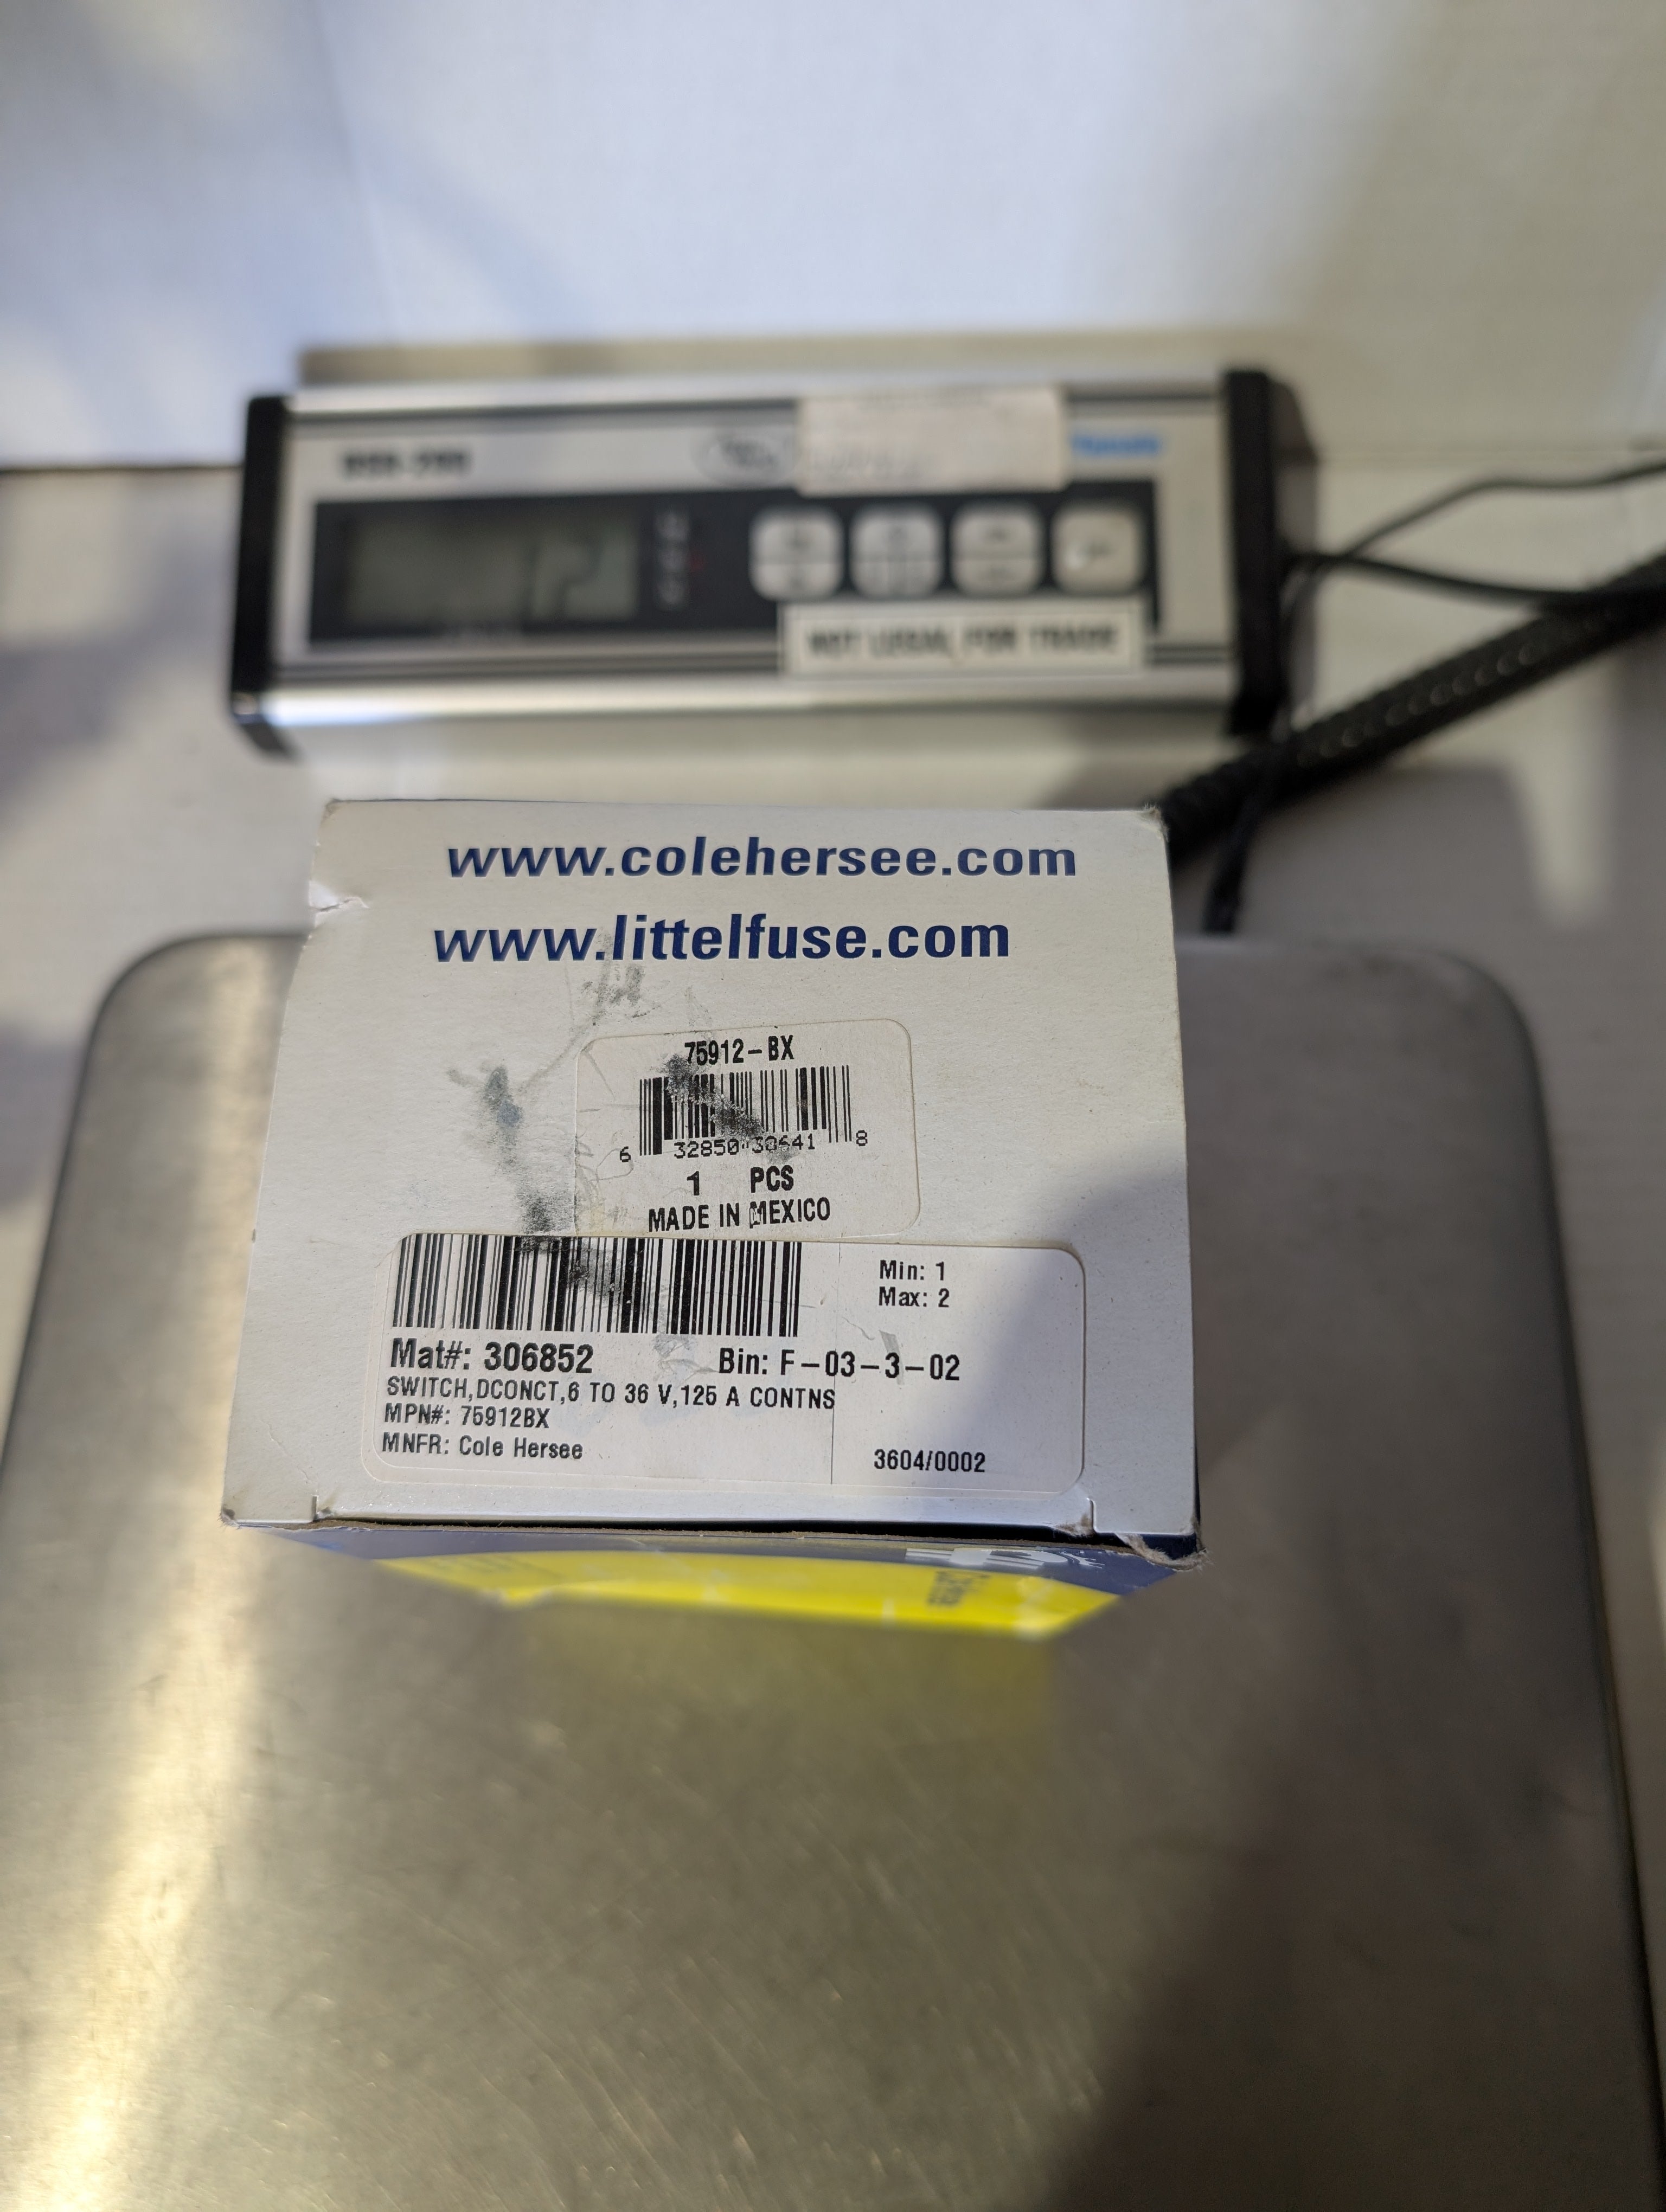 NOT LEGAL FOR TRADE
www.colehersee.com
www.littelfuse.com
75912-BX
6 32850 30641 8
1 PCS
MADE IN MEXICO
Min: 1
Max: 2
Mat#: 306852 Bin: F-03-3-02
SWITCH,DCONCT,6 TO 36 V,125 A CONTNS
MPN#: 75912BX
MNFR: Cole Hersee
3604/0002